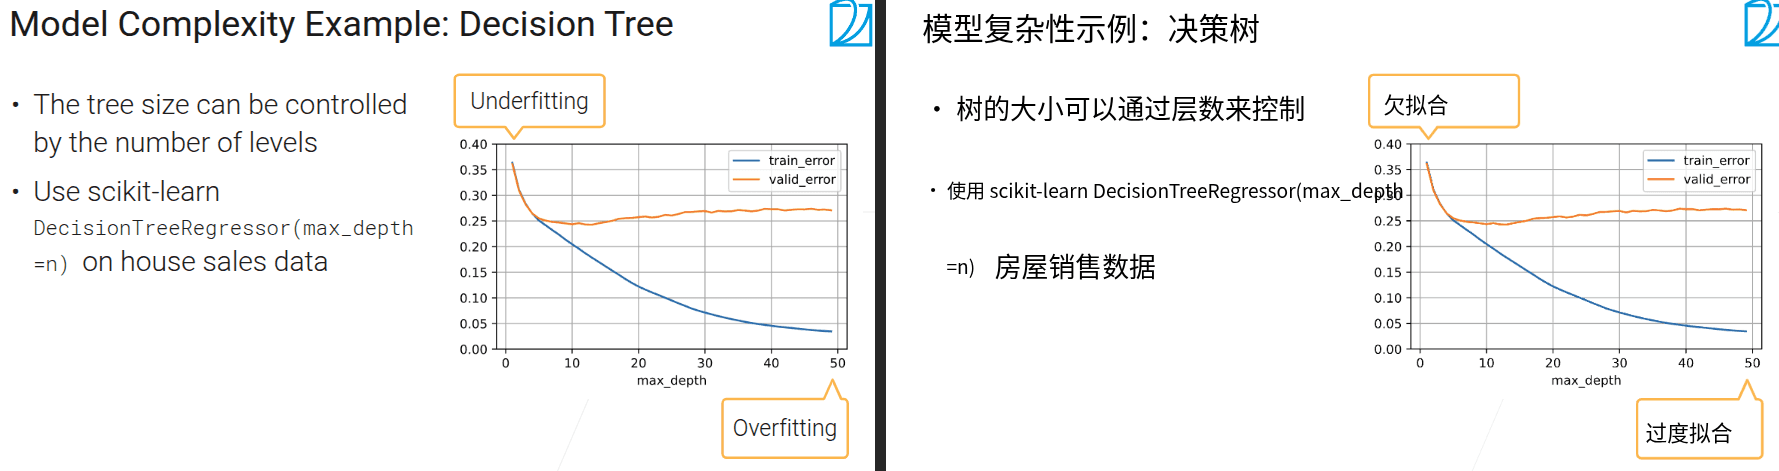 Model Complexity Example: Decision Tree
• The tree size can be controlled
by the number of levels
• Use scikit-learn
DecisionTreeRegressor(max_depth
=n) on house sales data
Underfitting
0.40
0.35
0.30
0.25
0.20
0.15
0.10
0.05
0.00
train_error
valid_error
0 10 20 30 40 50
max_depth
Overfitting
模型复杂性示例：决策树
• 树的大小可以通过层数来控制
• 使用 scikit-learn DecisionTreeRegressor(max_depth
=n) 房屋销售数据
欠拟合
0.40
0.35
0.30
0.25
0.20
0.15
0.10
0.05
0.00
train_error
valid_error
0 10 20 30 40 50
max_depth
过度拟合